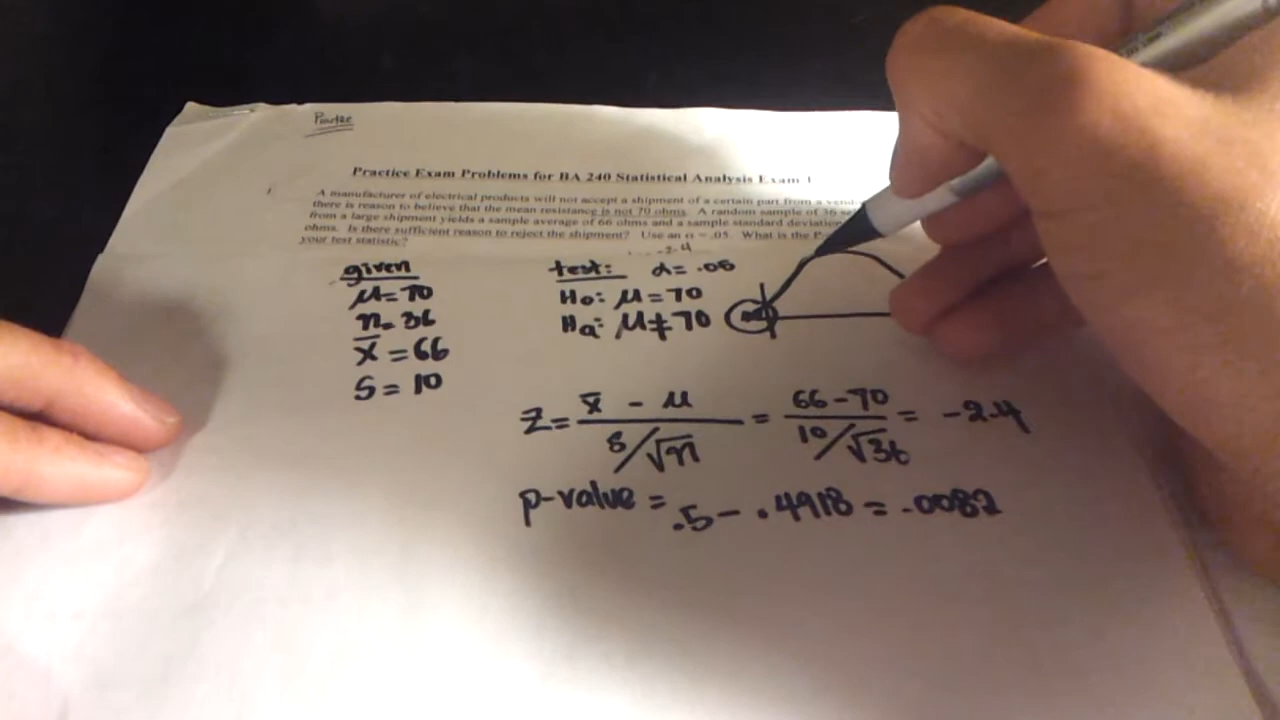 Practice
Practice Exam Problems for BA 240 Statistical Analysis Exam 1
1. A manufacturer of electrical products will not accept a shipment of a certain part from a
there is reason to believe that the mean resistance is not 70 ohms. A random sample of 36
from a large shipment yields a sample average of 66 ohms and a sample standard deviation
ohms. Is there sufficient reason to reject the shipment? Use an α = .05. What is the
your test statistic?
-2.4
given
μ=70
n=36
x̄=66
S=10
test: α=.05
Ho: μ=70
Ha: μ≠70
Z= x̄ - μ / s/√n = 66-70 / 10/√36 = -2.4
p-value = .5 - .4918 = .0082